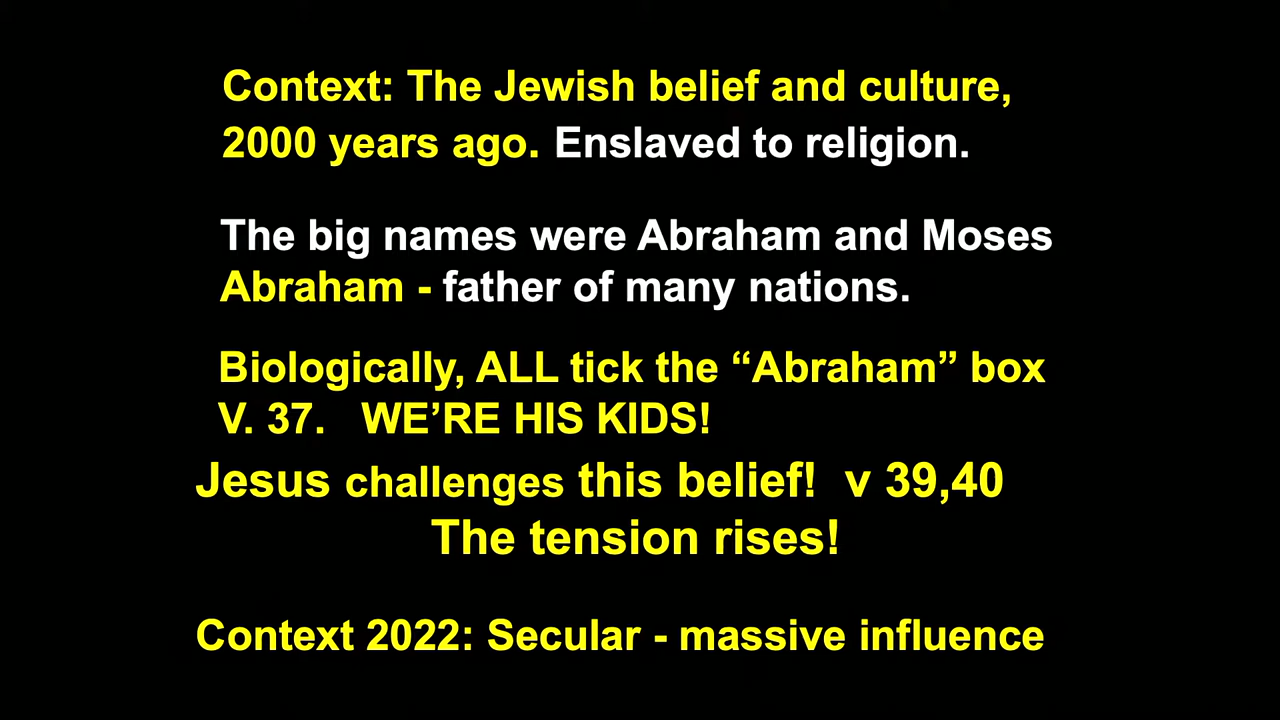 Context: The Jewish belief and culture,
2000 years ago. Enslaved to religion.
The big names were Abraham and Moses
Abraham - father of many nations.
Biologically, ALL tick the “Abraham” box
V. 37. WE’RE HIS KIDS!
Jesus challenges this belief! v 39,40
The tension rises!
Context 2022: Secular - massive influence